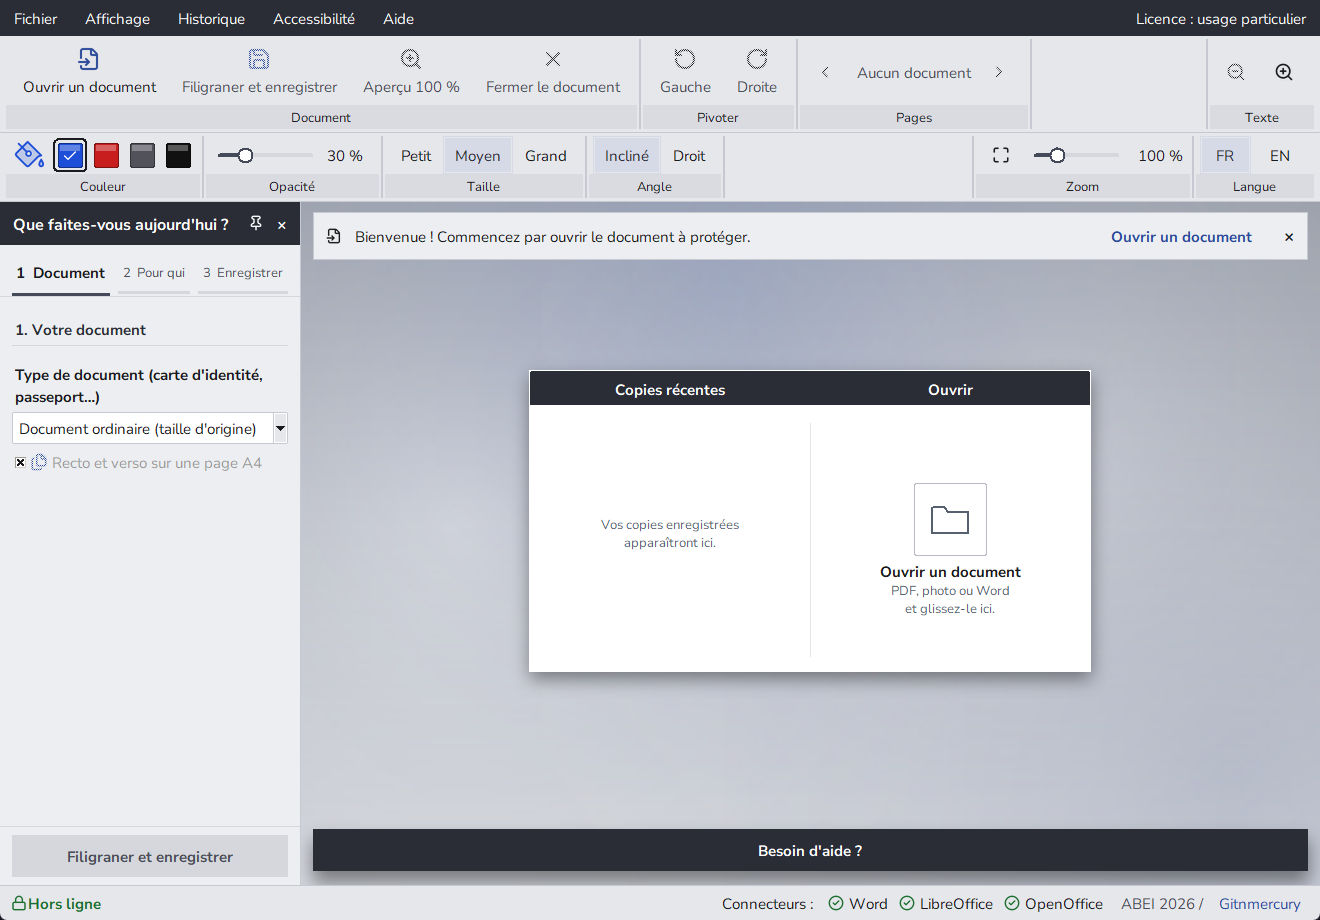 Fichier Affichage Historique Accessibilité Aide Licence : usage particulier
Ouvrir un document Filigraner et enregistrer Aperçu 100 % Fermer le document Gauche Droite Aucun document
Document Pivoter Pages Texte
30 % Petit Moyen Grand Incliné Droit 100 % FR EN
Couleur Opacité Taille Angle Zoom Langue
Que faites-vous aujourd'hui ?
1 Document 2 Pour qui 3 Enregistrer
1. Votre document
Type de document (carte d'identité,
passeport...)
Document ordinaire (taille d'origine)
Recto et verso sur une page A4
Filigraner et enregistrer
Bienvenue ! Commencez par ouvrir le document à protéger. Ouvrir un document
Copies récentes Ouvrir
Vos copies enregistrées
apparaîtront ici.
Ouvrir un document
PDF, photo ou Word
et glissez-le ici.
Besoin d'aide ?
Hors ligne Connecteurs : Word LibreOffice OpenOffice ABEI 2026 / Gitnmercury